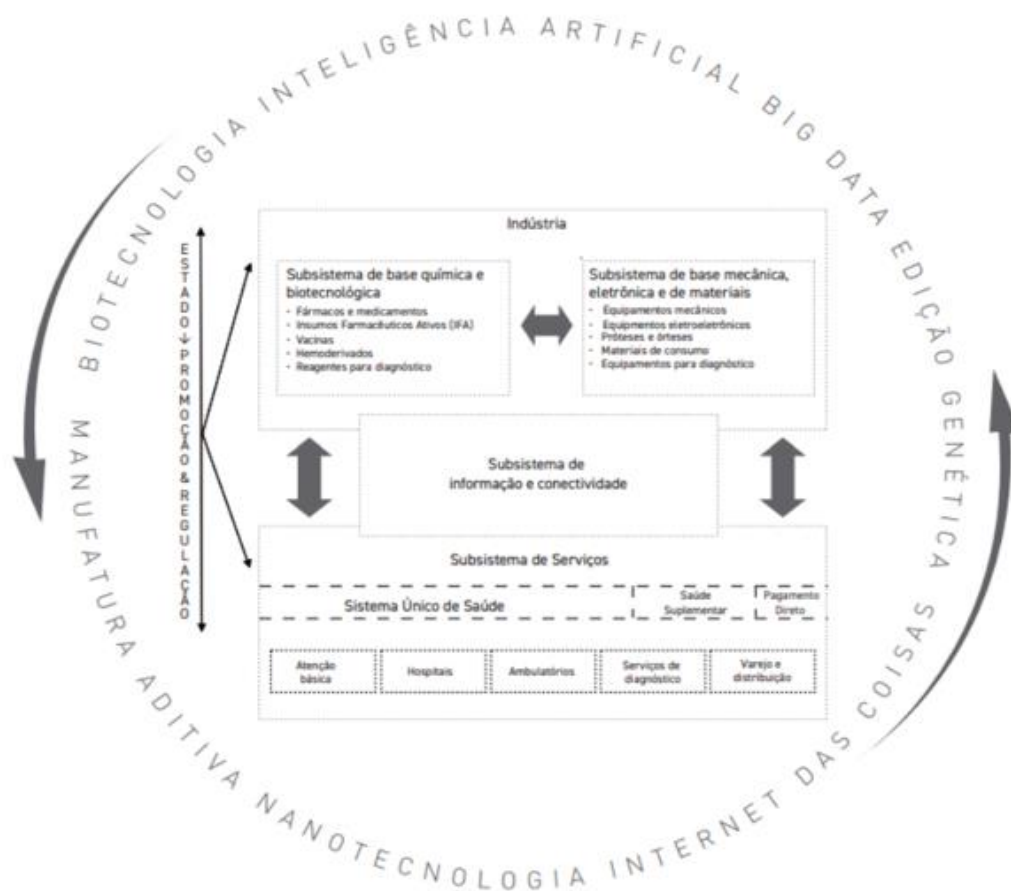 BIOTECNOLOGIA INTELIGÊNCIA ARTIFICIAL BIG DATA EDIÇÃO GENÉTICA
MANUFATURA ADITIVA NANOTECNOLOGIA INTERNET DAS COISAS
ESTADO → PROMOÇÃO & REGULAÇÃO
Indústria
Subsistema de base química e
biotecnológica
• Fármacos e medicamentos
• Insumos Farmacêuticos Ativos (IFA)
• Vacinas
• Hemoderivados
• Reagentes para diagnóstico
Subsistema de base mecânica,
eletrônica e de materiais
• Equipamentos mecânicos
• Equipmentos eletroeletrônicos
• Próteses e órteses
• Materiais de consumo
• Equipamentos para diagnóstico
Subsistema de
informação e conectividade
Subsistema de Serviços
Sistema Único de Saúde
Saúde
Suplementar
Pagamento
Direto
Atenção
básica
Hospitais
Ambulatórios
Serviços de
diagnóstico
Varejo e
distribuição